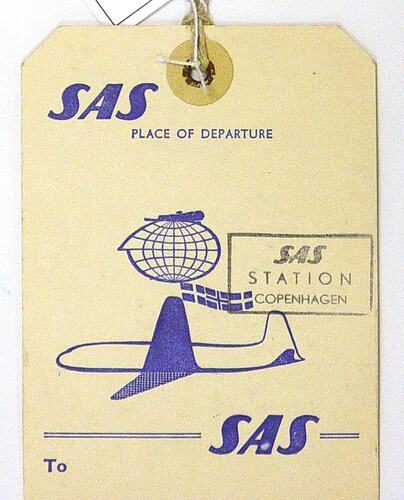 SAS
PLACE OF DEPARTURE
SAS
STATION
COPENHAGEN
SAS
To